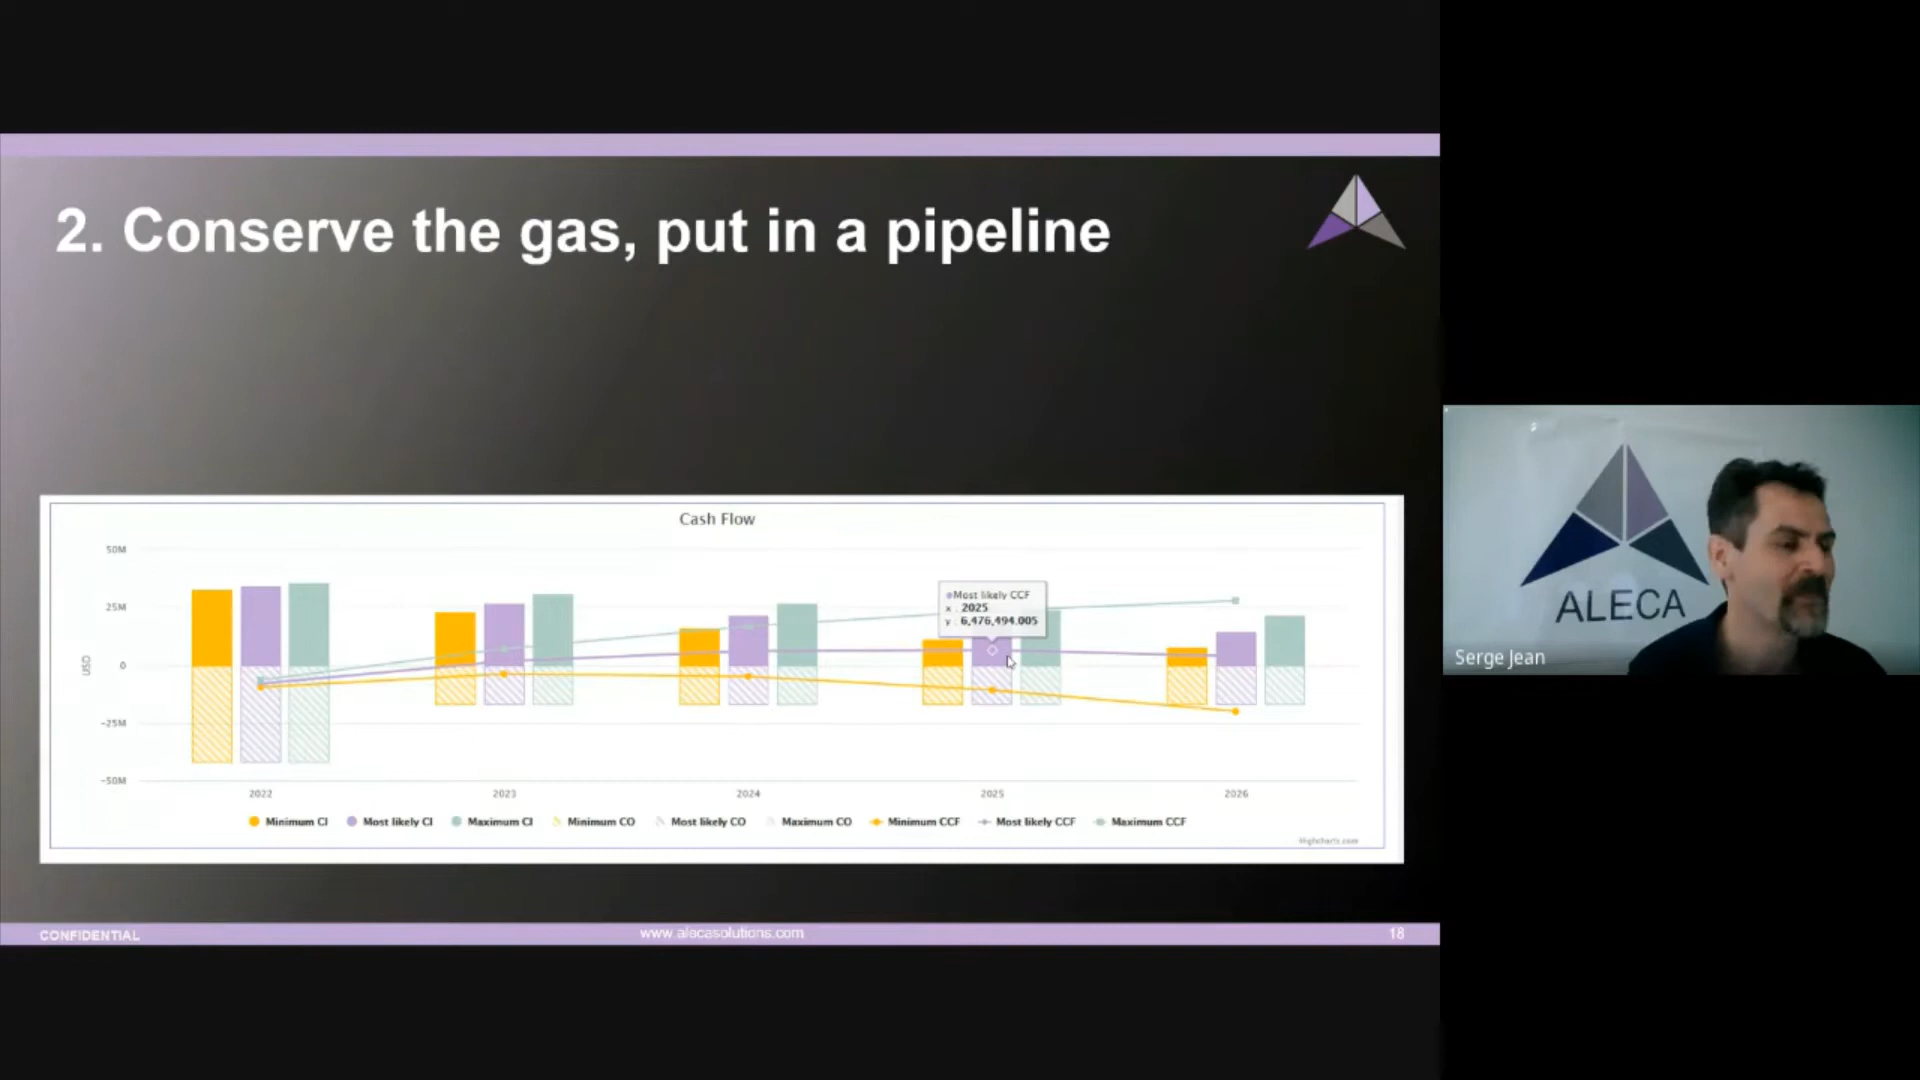 2. Conserve the gas, put in a pipeline
Cash Flow
50M
25M
0
-25M
-50M
USD
Most likely CCF
x : 2025
y : 6,476,494.005
2022 2023 2024 2025 2026
Minimum CI Most likely CI Maximum CI Minimum CO Most likely CO Maximum CO Minimum CCF Most likely CCF Maximum CCF
Highcharts.com
CONFIDENTIAL www.alecasolutions.com 18
ALECA
Serge Jean